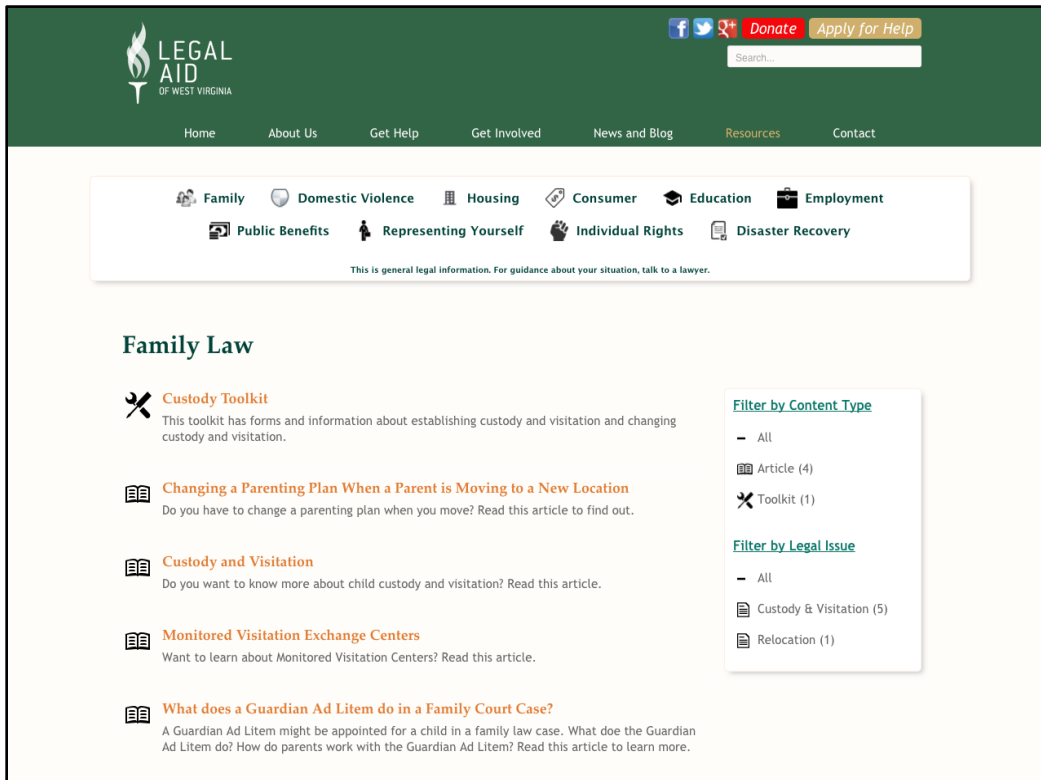 LEGAL
AID
OF WEST VIRGINIA
f
g+
Donate
Apply for Help
Search...
Home About Us Get Help Get Involved News and Blog Resources Contact
Family Domestic Violence Housing Consumer Education Employment
Public Benefits Representing Yourself Individual Rights Disaster Recovery
This is general legal information. For guidance about your situation, talk to a lawyer.
Family Law
Custody Toolkit
This toolkit has forms and information about establishing custody and visitation and changing
custody and visitation.
Changing a Parenting Plan When a Parent is Moving to a New Location
Do you have to change a parenting plan when you move? Read this article to find out.
Custody and Visitation
Do you want to know more about child custody and visitation? Read this article.
Monitored Visitation Exchange Centers
Want to learn about Monitored Visitation Centers? Read this article.
What does a Guardian Ad Litem do in a Family Court Case?
A Guardian Ad Litem might be appointed for a child in a family law case. What doe the Guardian
Ad Litem do? How do parents work with the Guardian Ad Litem? Read this article to learn more.
Filter by Content Type
All
Article (4)
Toolkit (1)
Filter by Legal Issue
All
Custody & Visitation (5)
Relocation (1)